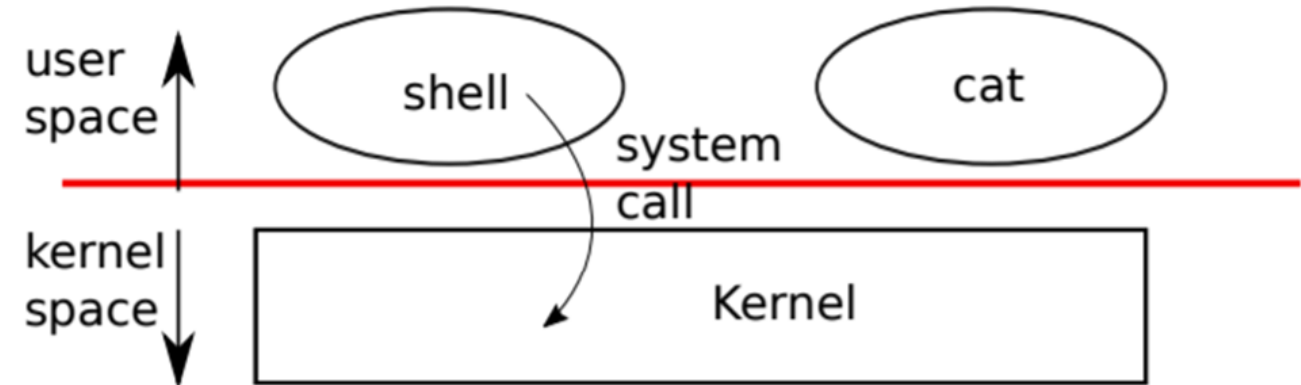 user
space
shell
cat
system
call
kernel
space
Kernel